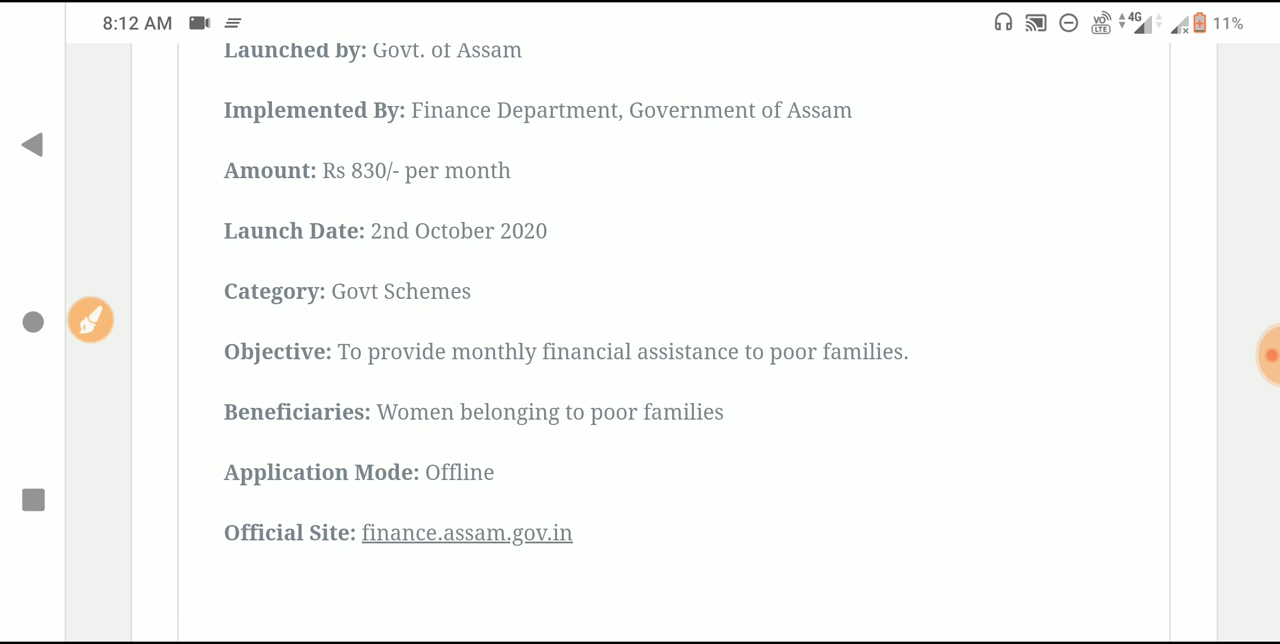 8:12 AM
VO LTE 4G 11%
Launched by: Govt. of Assam
Implemented By: Finance Department, Government of Assam
Amount: Rs 830/- per month
Launch Date: 2nd October 2020
Category: Govt Schemes
Objective: To provide monthly financial assistance to poor families.
Beneficiaries: Women belonging to poor families
Application Mode: Offline
Official Site: finance.assam.gov.in